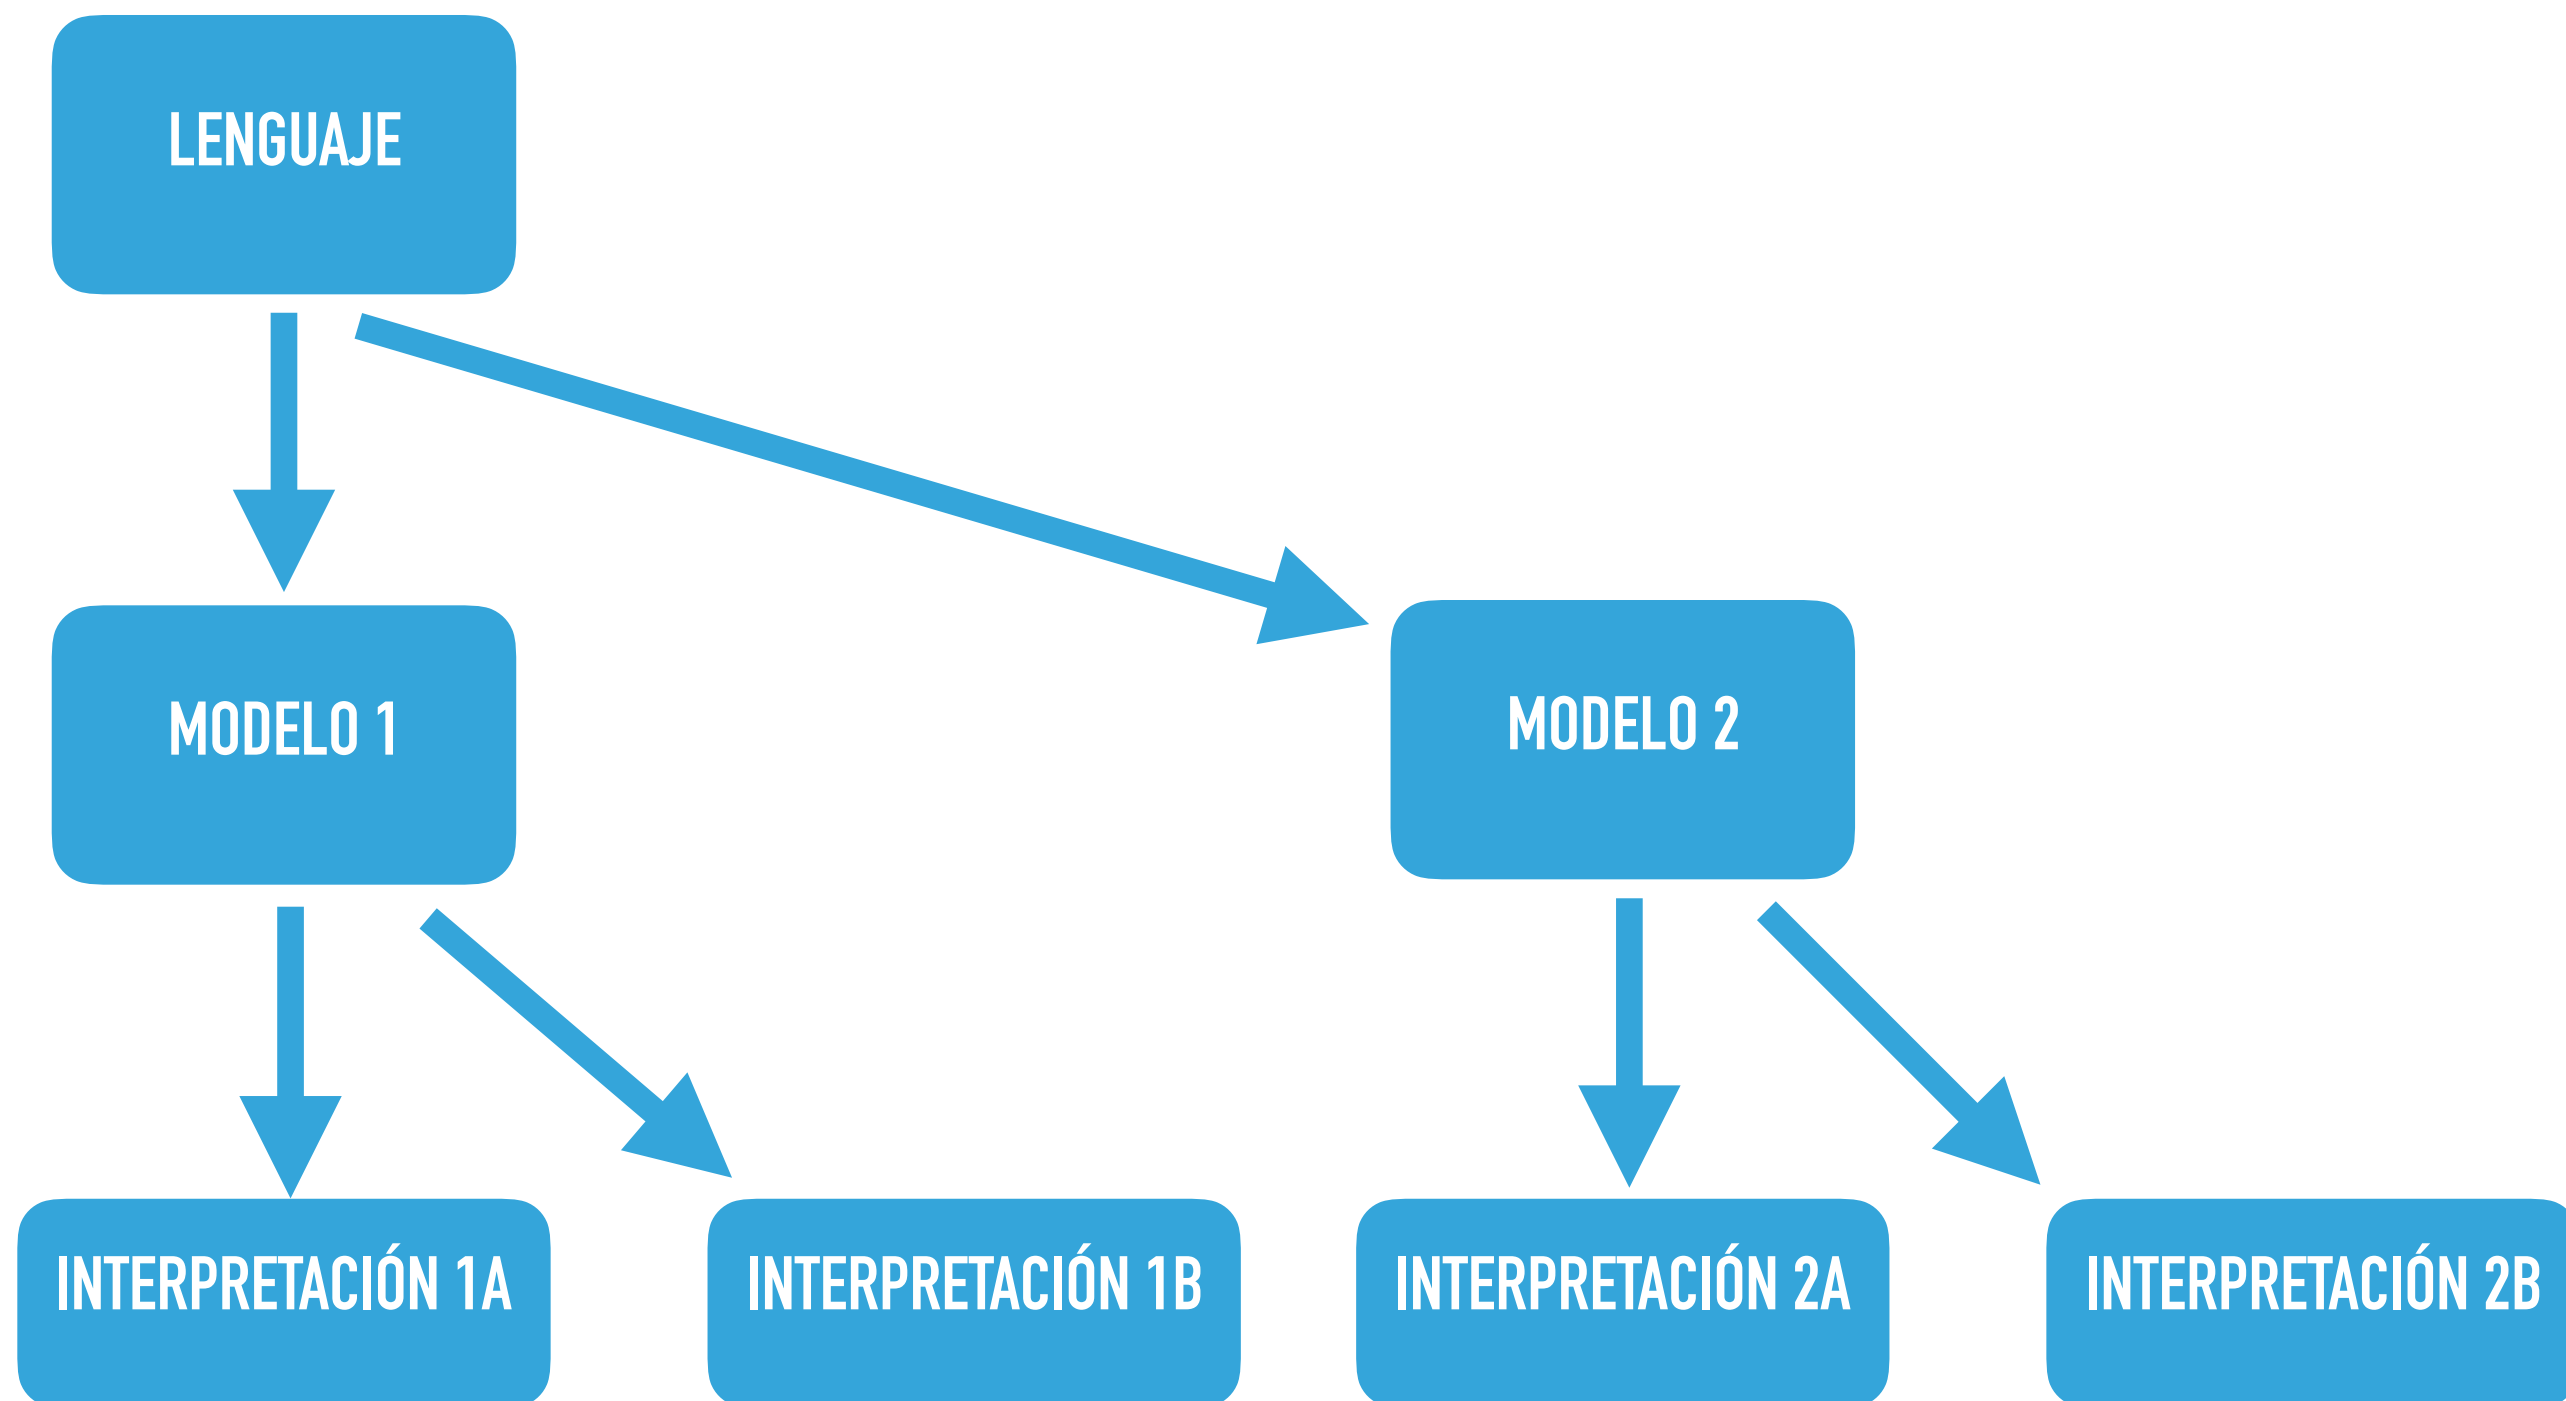 LENGUAJE
MODELO 1
MODELO 2
INTERPRETACIÓN 1A
INTERPRETACIÓN 1B
INTERPRETACIÓN 2A
INTERPRETACIÓN 2B